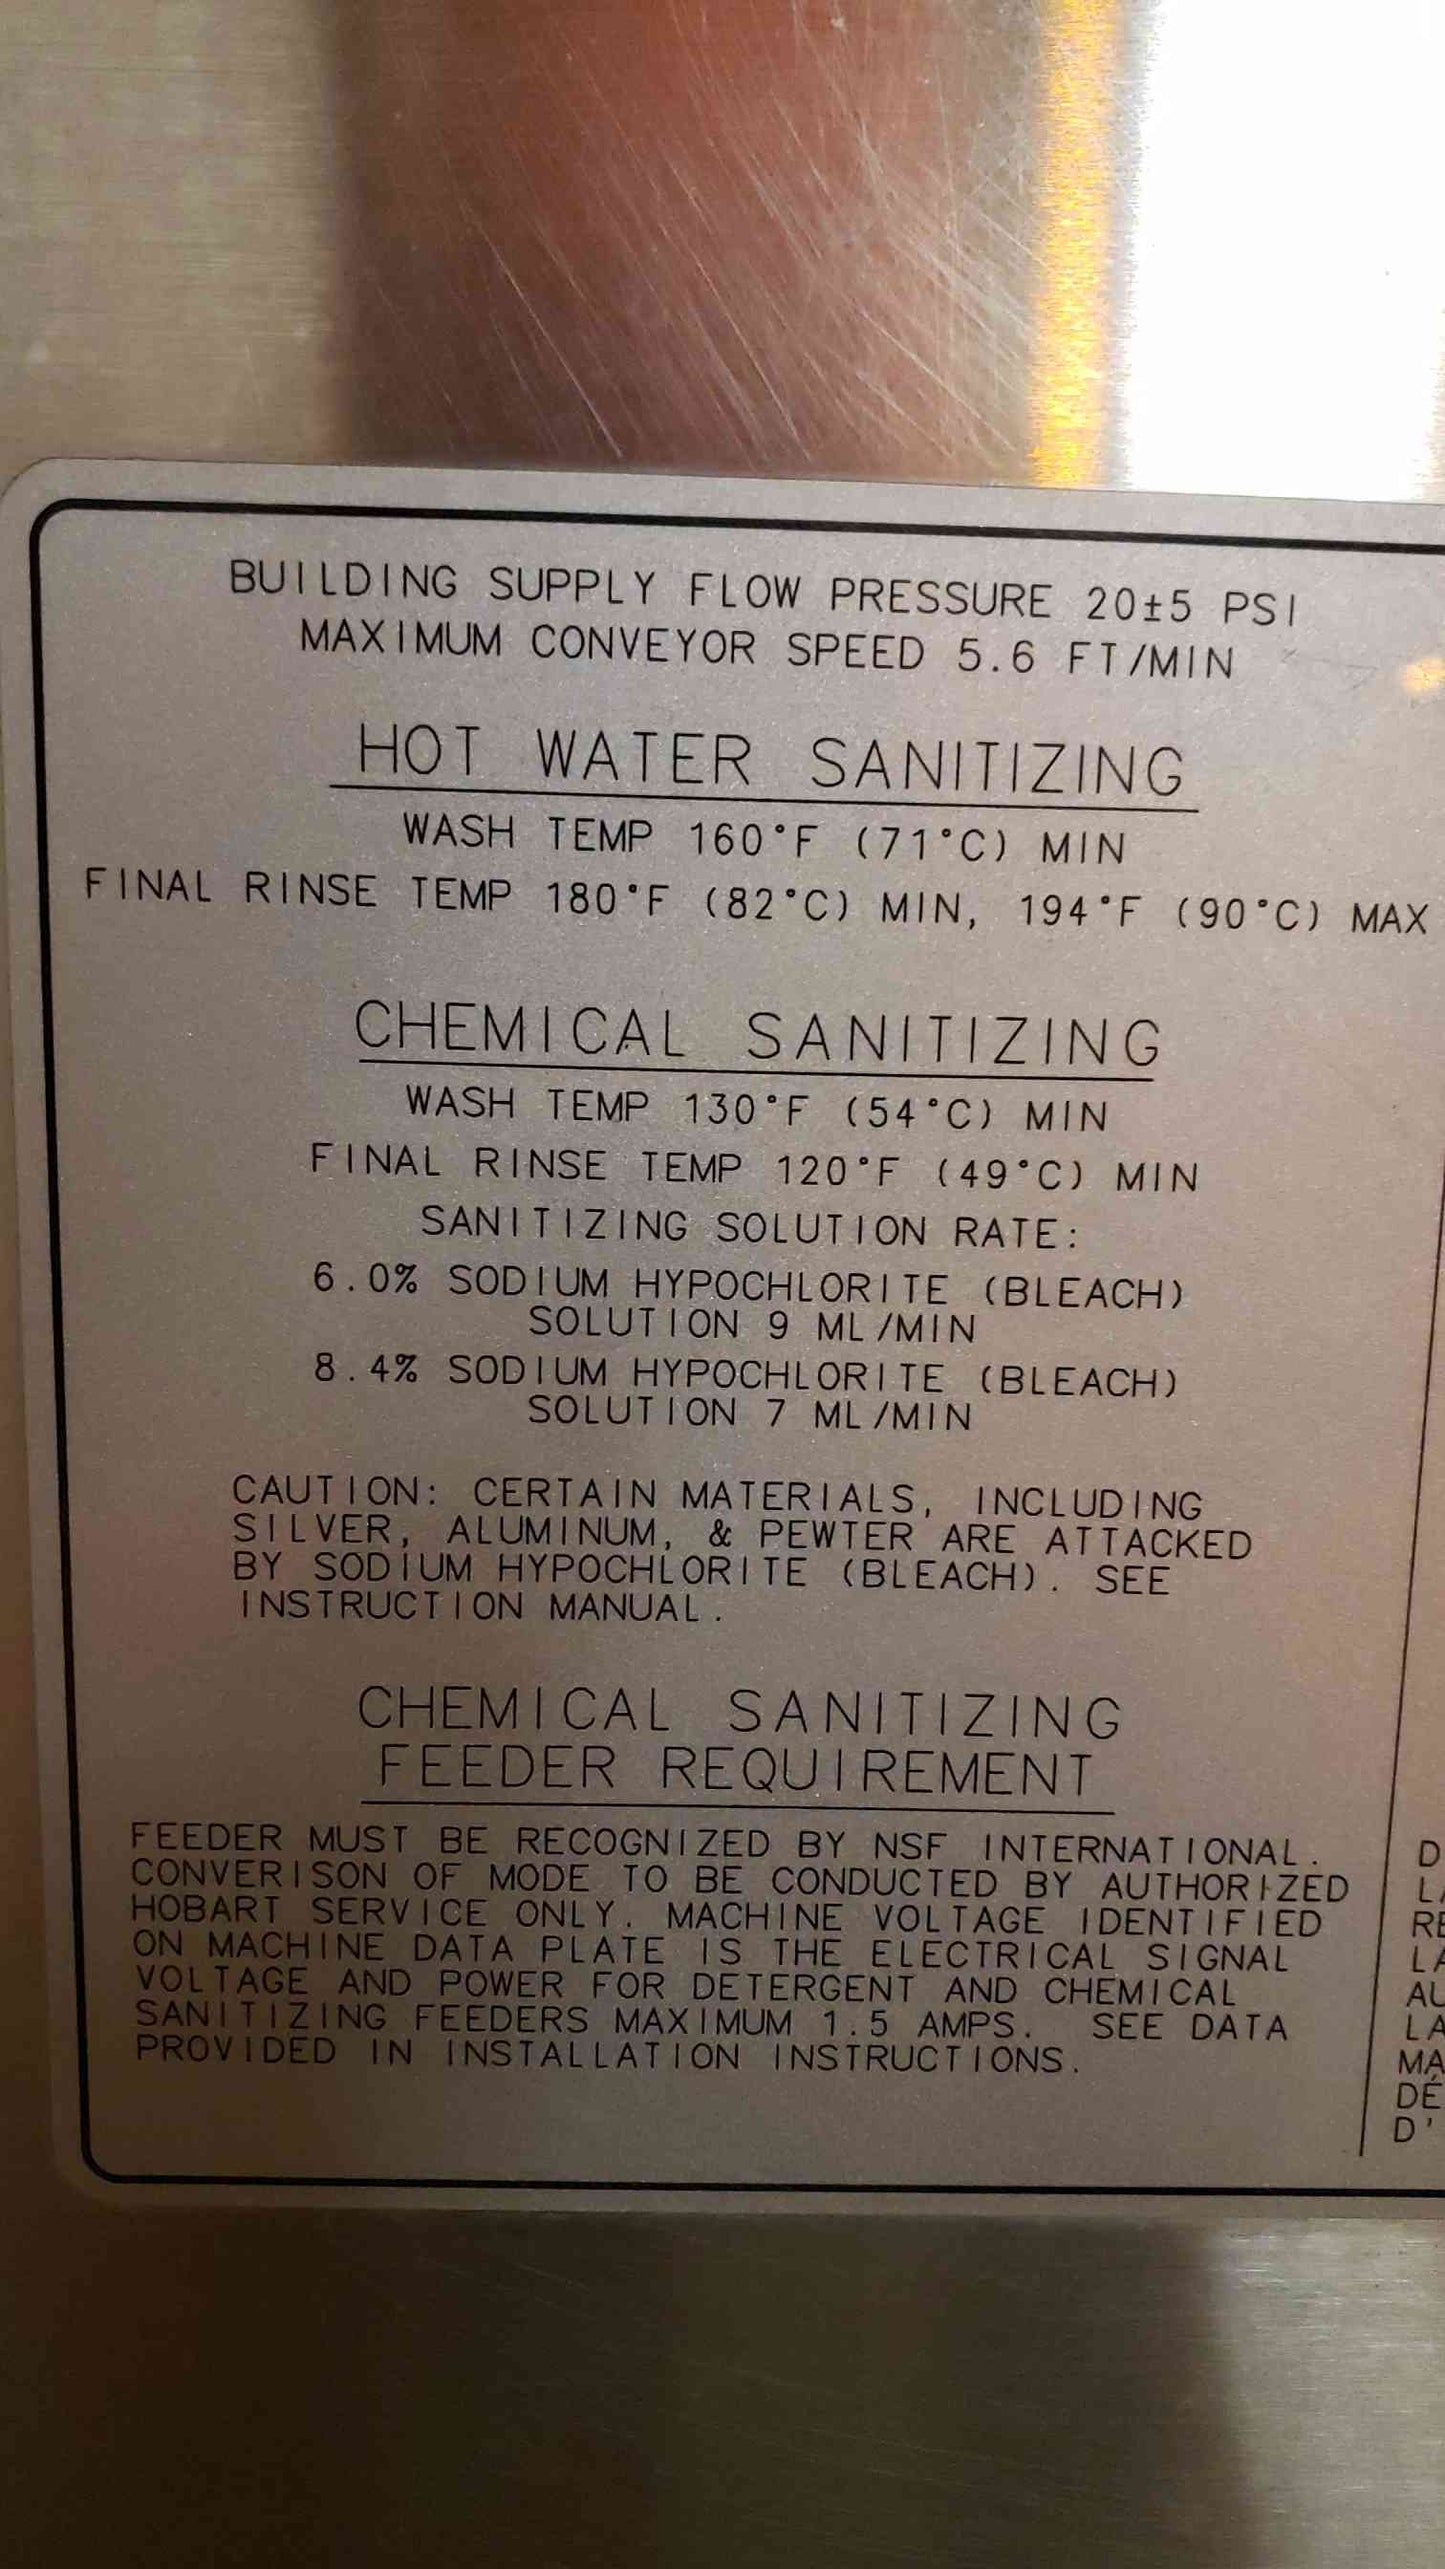 BUILDING SUPPLY FLOW PRESSURE 20±5 PSI
MAXIMUM CONVEYOR SPEED 5.6 FT/MIN
HOT WATER SANITIZING
WASH TEMP 160°F (71°C) MIN
FINAL RINSE TEMP 180°F (82°C) MIN, 194°F (90°C) MAX
CHEMICAL SANITIZING
WASH TEMP 130°F (54°C) MIN
FINAL RINSE TEMP 120°F (49°C) MIN
SANITIZING SOLUTION RATE:
6.0% SODIUM HYPOCHLORITE (BLEACH)
SOLUTION 9 ML/MIN
8.4% SODIUM HYPOCHLORITE (BLEACH)
SOLUTION 7 ML/MIN
CAUTION: CERTAIN MATERIALS, INCLUDING
SILVER, ALUMINUM, & PEWTER ARE ATTACKED
BY SODIUM HYPOCHLORITE (BLEACH). SEE
INSTRUCTION MANUAL.
CHEMICAL SANITIZING
FEEDER REQUIREMENT
FEEDER MUST BE RECOGNIZED BY NSF INTERNATIONAL.
CONVERISON OF MODE TO BE CONDUCTED BY AUTHORIZED
HOBART SERVICE ONLY. MACHINE VOLTAGE IDENTIFIED
ON MACHINE DATA PLATE IS THE ELECTRICAL SIGNAL
VOLTAGE AND POWER FOR DETERGENT AND CHEMICAL
SANITIZING FEEDERS MAXIMUM 1.5 AMPS. SEE DATA
PROVIDED IN INSTALLATION INSTRUCTIONS.